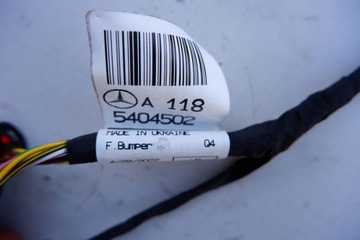 A 118
5404502
MADE IN UKRAINE
F.Bumper Q4